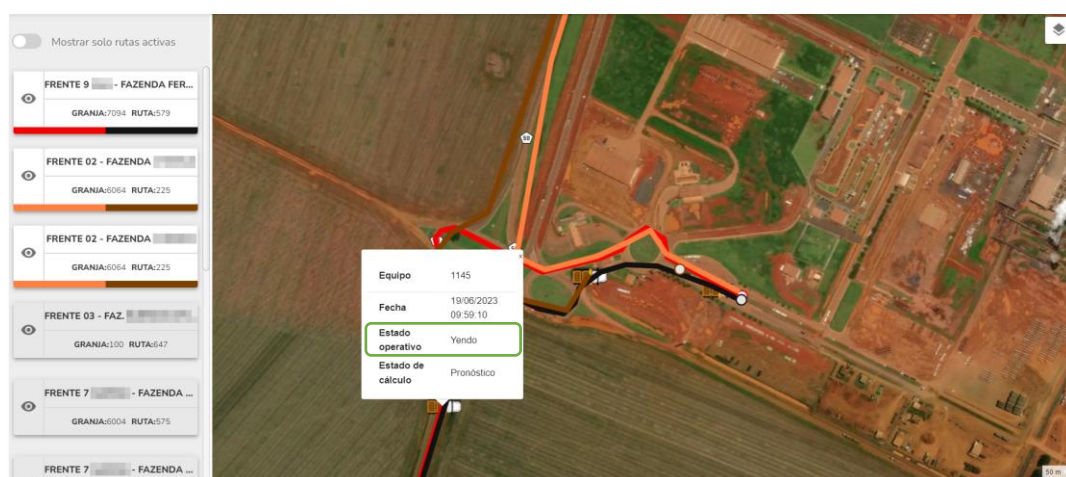 Mostrar solo rutas activas
FRENTE 9 - FAZENDA FER...
GRANJA:7094 RUTA:579
FRENTE 02 - FAZENDA
GRANJA:6064 RUTA:225
FRENTE 02 - FAZENDA
GRANJA:6064 RUTA:225
FRENTE 03 - FAZ.
GRANJA:100 RUTA:647
FRENTE 7 - FAZENDA ...
GRANJA:6004 RUTA:575
FRENTE 7 - FAZENDA ...
50
x
Equipo 1145
Fecha 19/06/2023
09:59:10
Estado
operativo Yendo
Estado de
cálculo Pronóstico
50 m